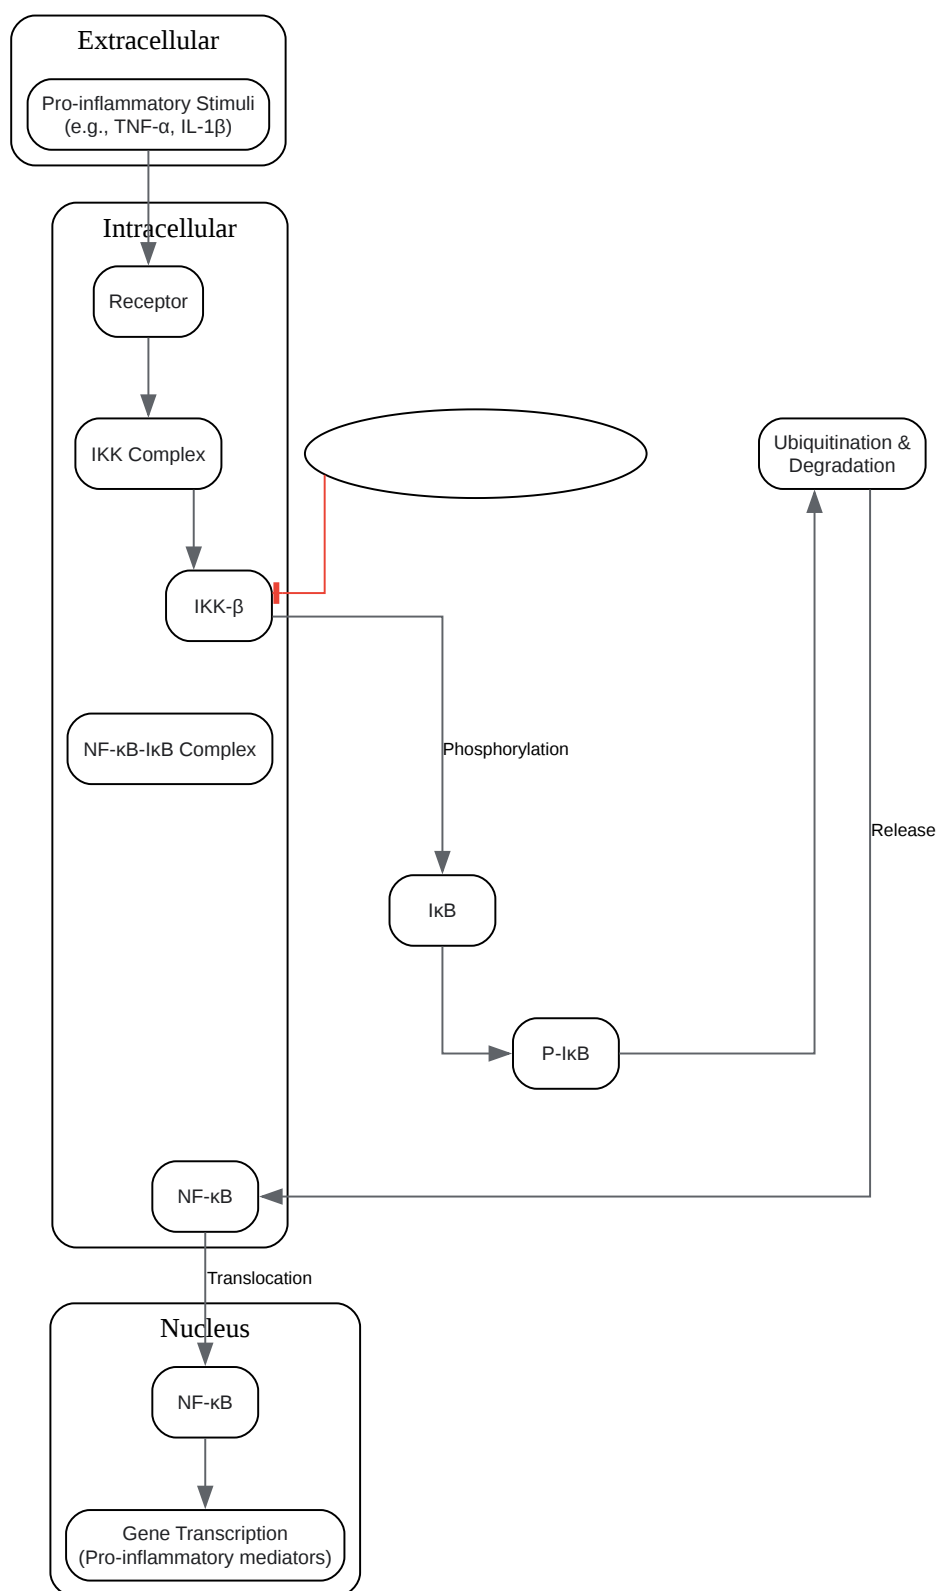 Extracellular
Pro-inflammatory Stimuli
(e.g., TNF-α, IL-1β)
Intracellular
Receptor
IKK Complex
Ubiquitination &
Degradation
IKK-β
NF-κB-IκB Complex
Phosphorylation
Release
IκB
P-IκB
NF-κB
Translocation
Nucleus
NF-κB
Gene Transcription
(Pro-inflammatory mediators)